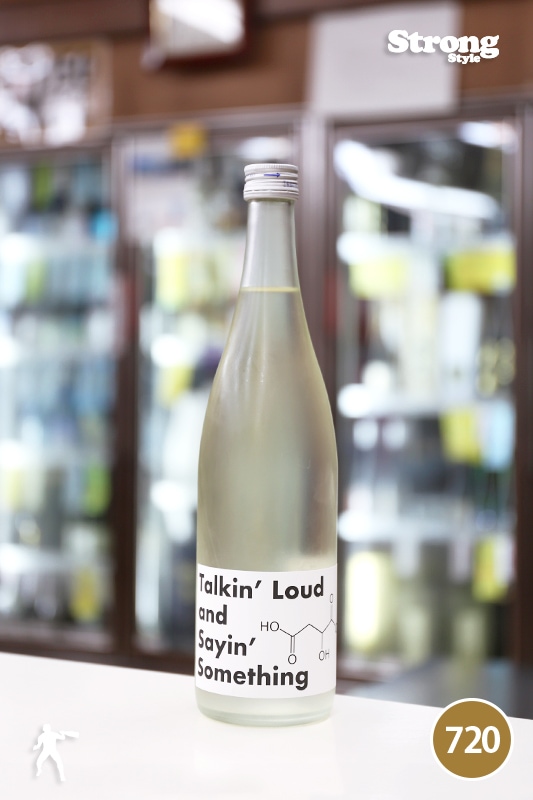 Strong
Style
Talkin' Loud
and
Sayin'
Something
HO
O
OH
O
720